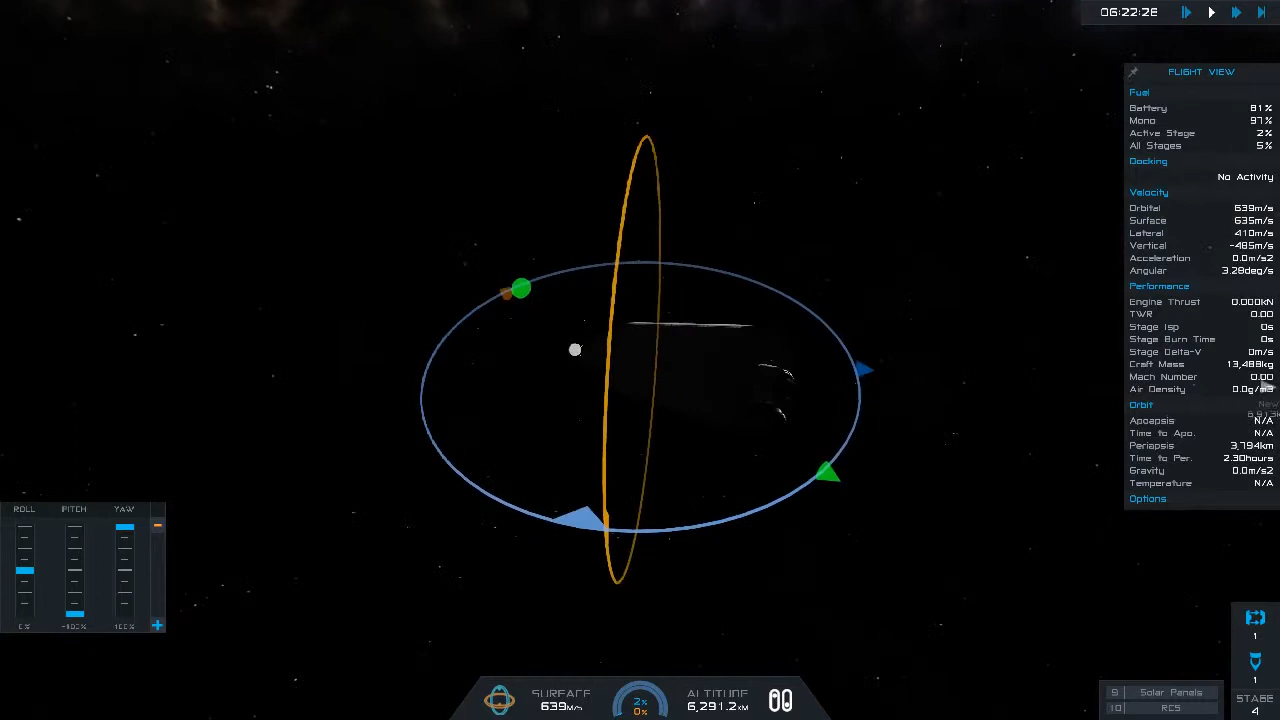 06:22:28
FLIGHT VIEW
Fuel
Battery 81%
Mono 97%
Active Stage 2%
All Stages 5%
Docking
No Activity
Velocity
Orbital 639m/s
Surface 635m/s
Lateral 410m/s
Vertical -485m/s
Acceleration 0.0m/s2
Angular 3.28deg/s
Performance
Engine Thrust 0.000kN
TWR 0.00
Stage Isp 0s
Stage Burn Time 0s
Stage Delta-V 0m/s
Craft Mass 13,488kg
Mach Number 0.00
Air Density 0.0g/m3
Orbit
New
Apoapsis N/A
Time to Apo. N/A
Periapsis 3,794km
Time to Per. 2.30hours
Gravity 0.0m/s2
Temperature N/A
Options
ROLL PITCH YAW
0% -100% 100%
SURFACE
639M/S
2%
0%
ALTITUDE
6,291.2KM
9 Solar Panels
10 RCS
1
1
STAGE
4